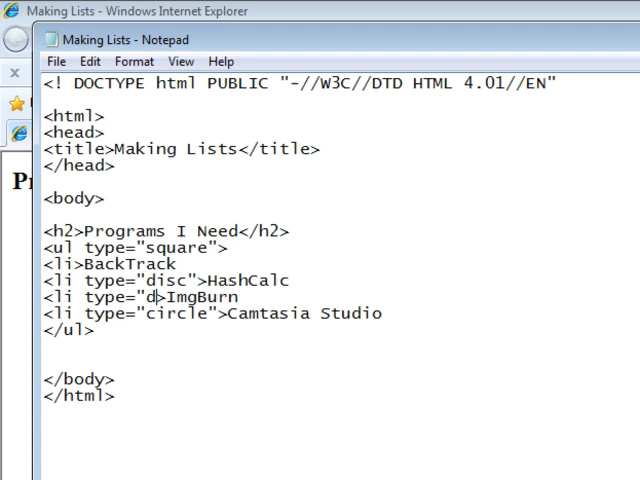 Making Lists - Windows Internet Explorer
Making Lists - Notepad
File Edit Format View Help
<! DOCTYPE html PUBLIC "-//W3C//DTD HTML 4.01//EN"
<html>
<head>
<title>Making Lists</title>
</head>
<body>
<h2>Programs I Need</h2>
<ul type="square">
<li>BackTrack
<li type="disc">HashCalc
<li type="d>ImgBurn
<li type="circle">Camtasia Studio
</ul>
</body>
</html>